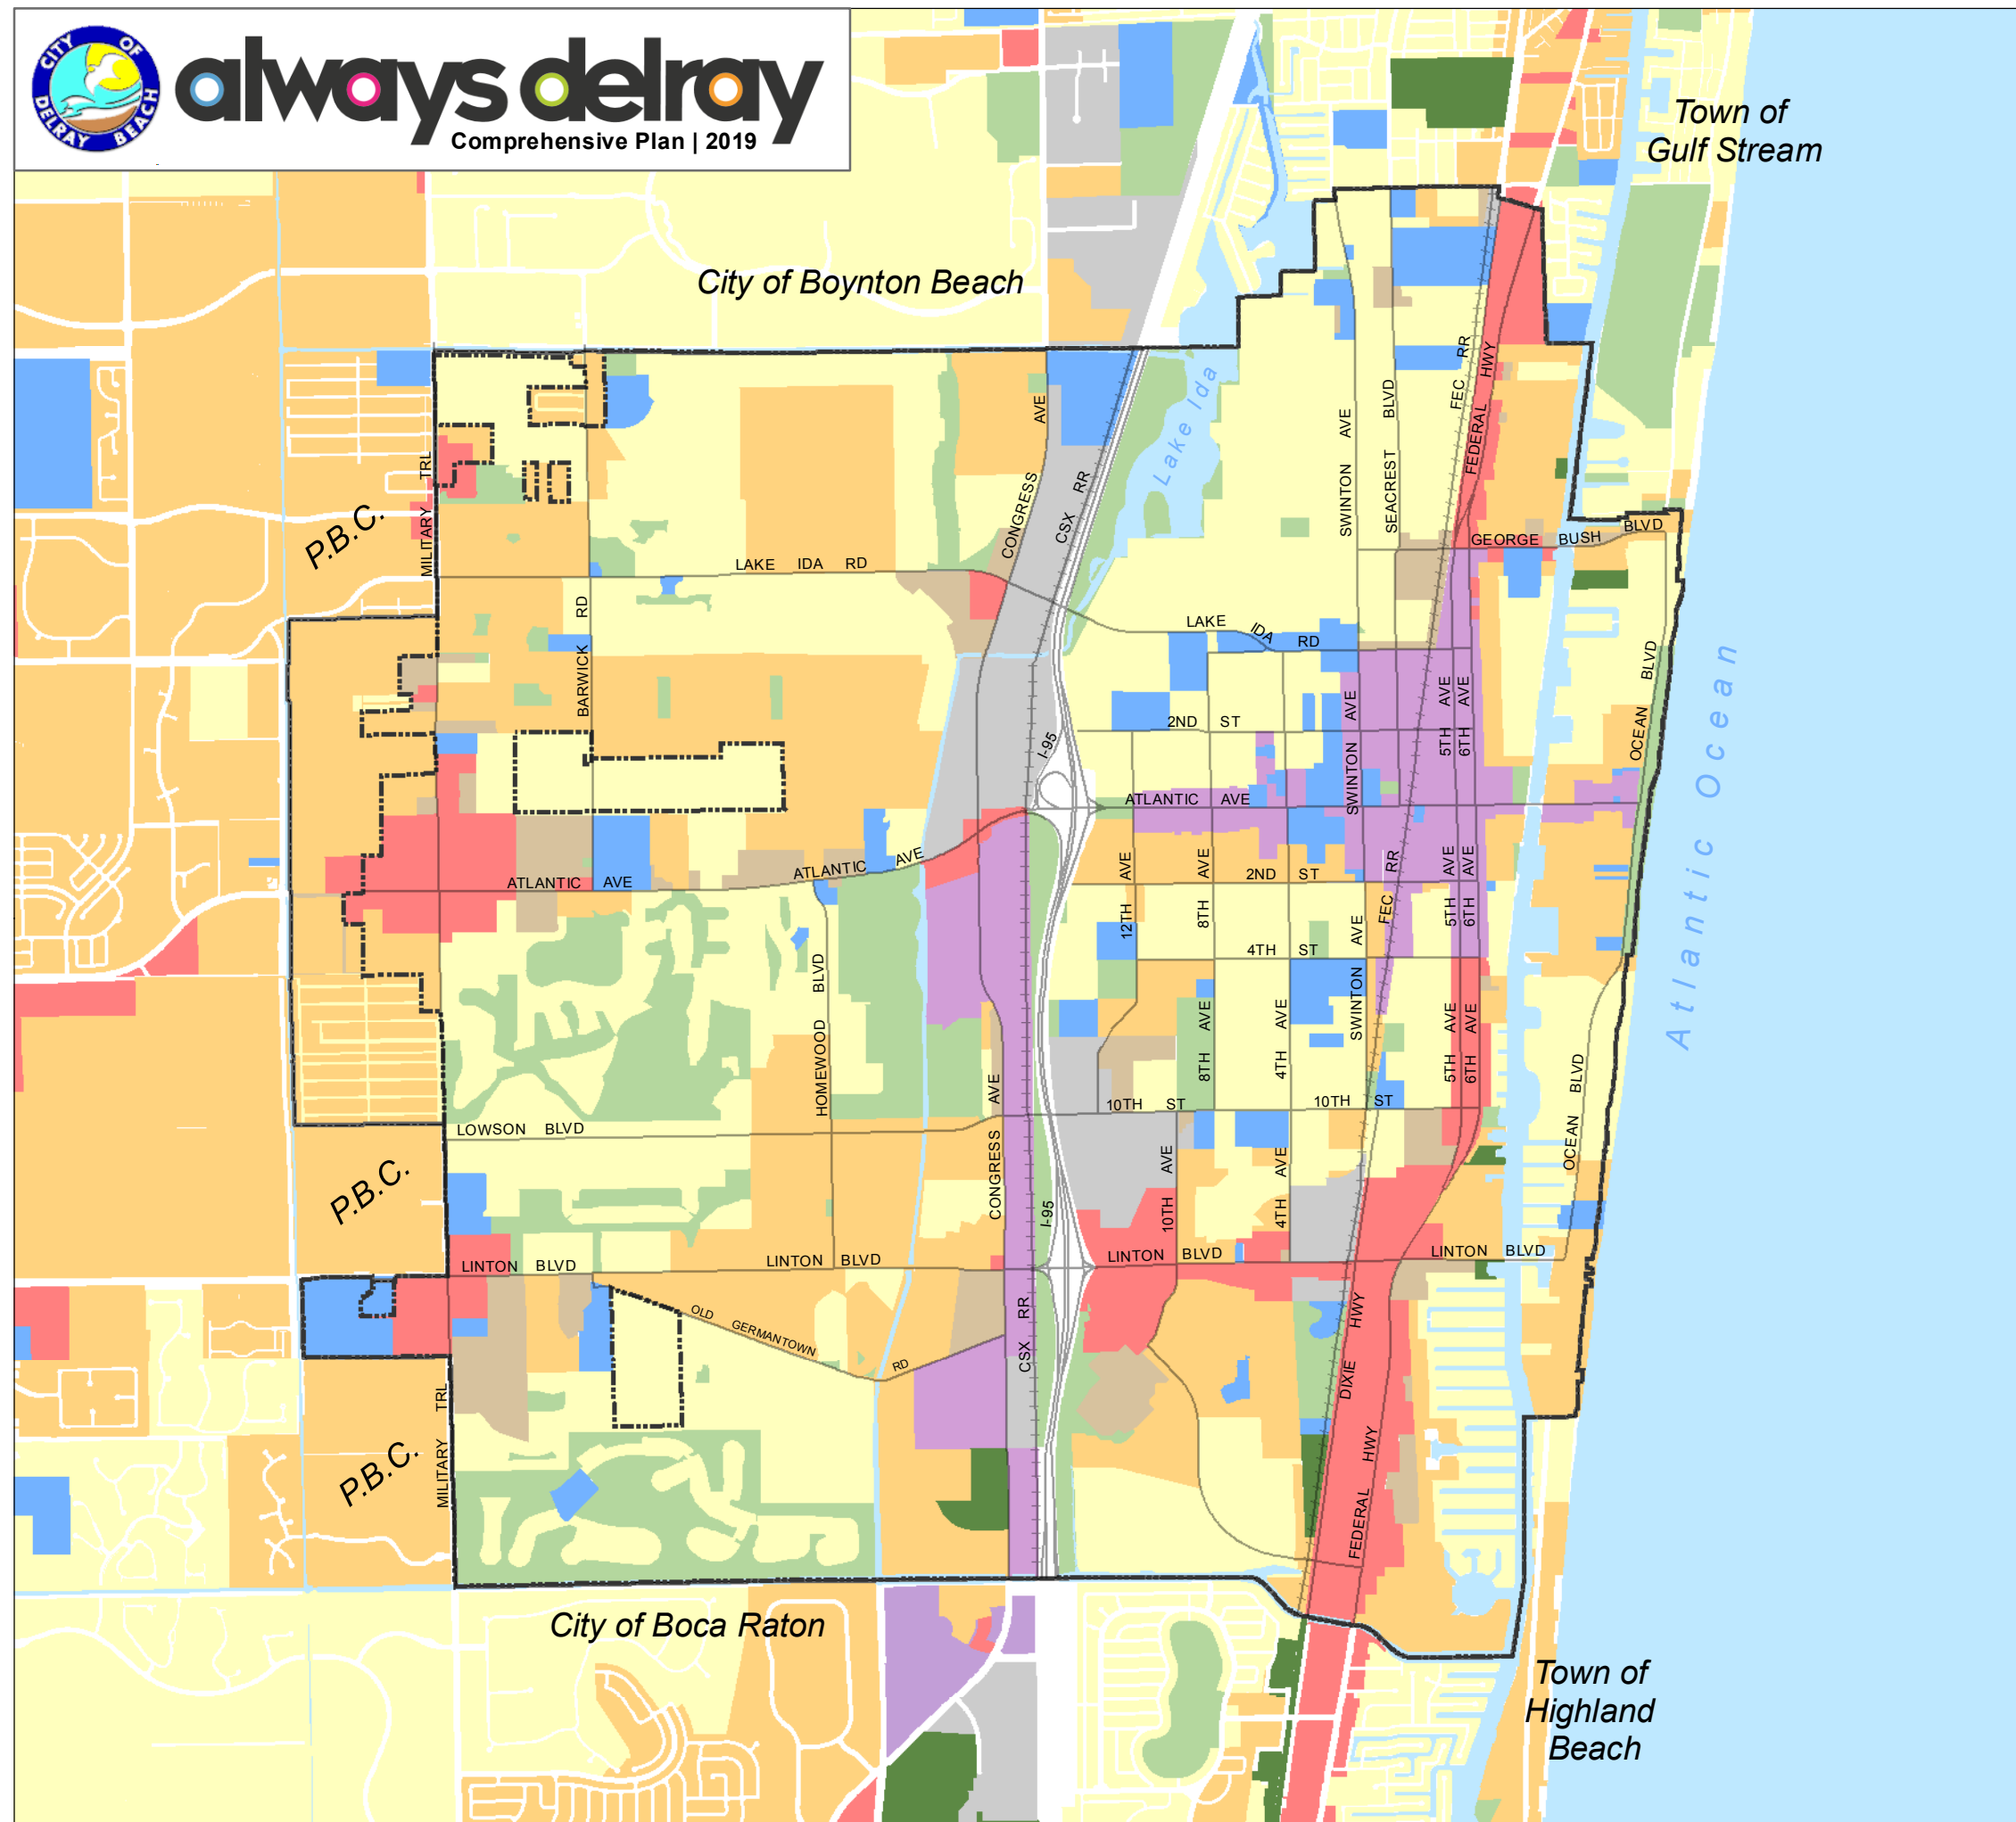 CITY OF
DELRAY BEACH
always delray
Comprehensive Plan | 2019
Town of
Gulf Stream
City of Boynton Beach
Lake Ida
FEC RR
FEDERAL HWY
SWINTON AVE
SEACREST BLVD
CONGRESS AVE
CSX RR
MILITARY TRL
P.B.C.
GEORGE BUSH BLVD
LAKE IDA RD
LAKE IDA RD
BARWICK RD
2ND ST
I-95
SWINTON AVE
5TH AVE
6TH AVE
OCEAN BLVD
Atlantic Ocean
ATLANTIC AVE
ATLANTIC AVE
ATLANTIC AVE
12TH AVE
8TH AVE
2ND ST
FEC RR
5TH AVE
6TH AVE
4TH ST
SWINTON AVE
HOMEWOOD BLVD
8TH AVE
4TH AVE
5TH AVE
6TH AVE
OCEAN BLVD
10TH ST
10TH ST
LOWSON BLVD
CONGRESS AVE
P.B.C.
I-95
10TH AVE
4TH AVE
LINTON BLVD
LINTON BLVD
LINTON BLVD
LINTON BLVD
OLD GERMANTOWN RD
CSX RR
DIXIE HWY
FEDERAL HWY
MILITARY TRL
P.B.C.
City of Boca Raton
Town of
Highland
Beach